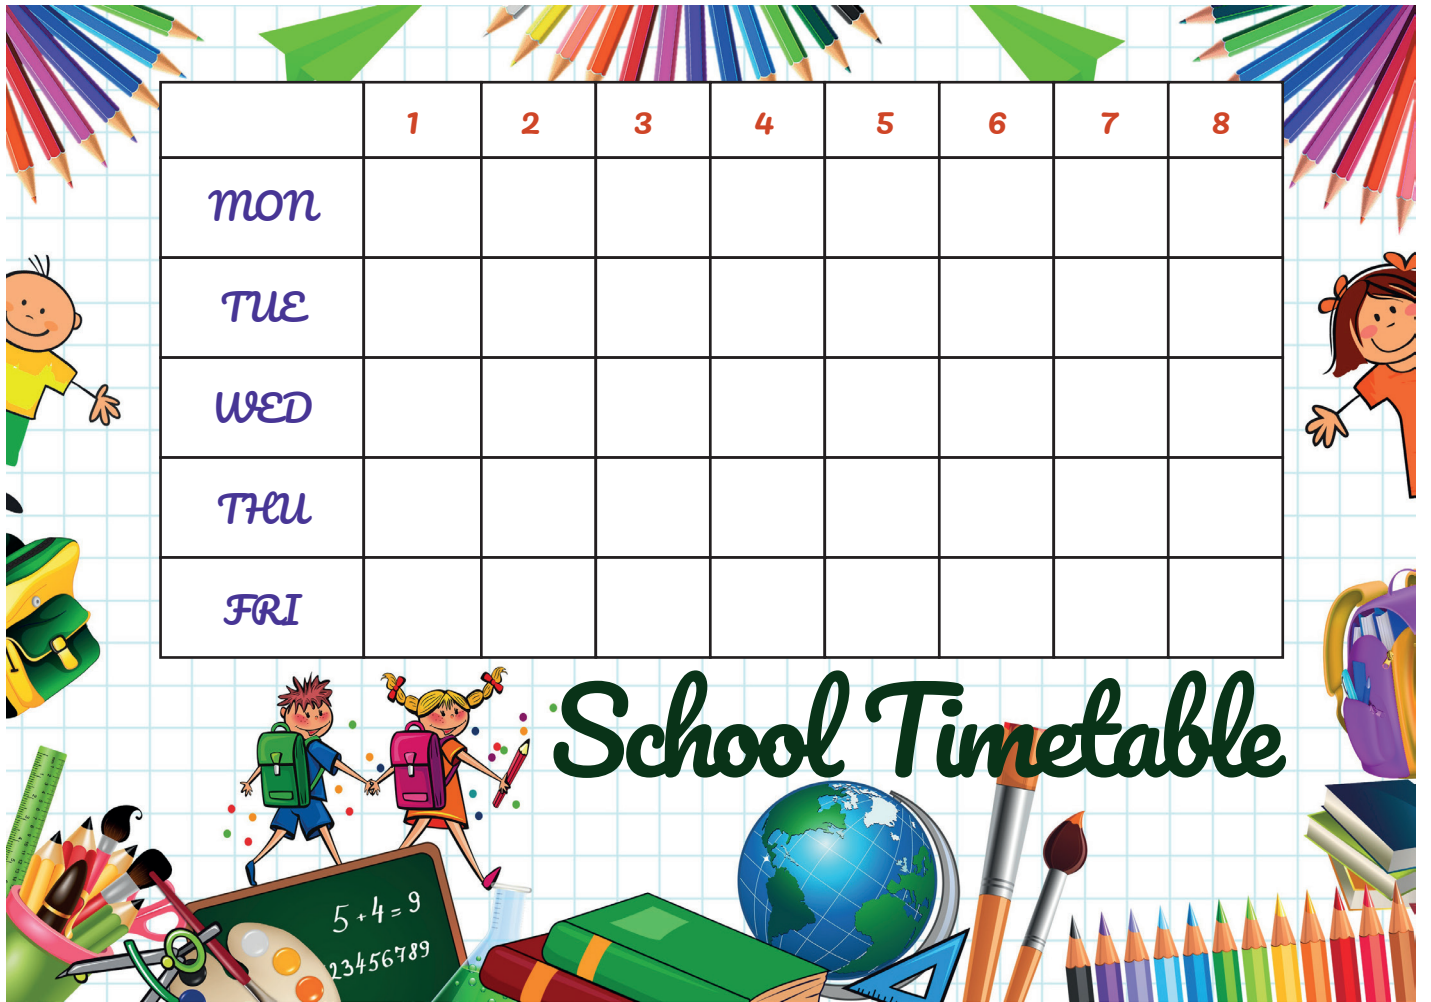 1 2 3 4 5 6 7 8
MON
TUE
WED
THU
FRI
School Timetable
5+4=9
23456789